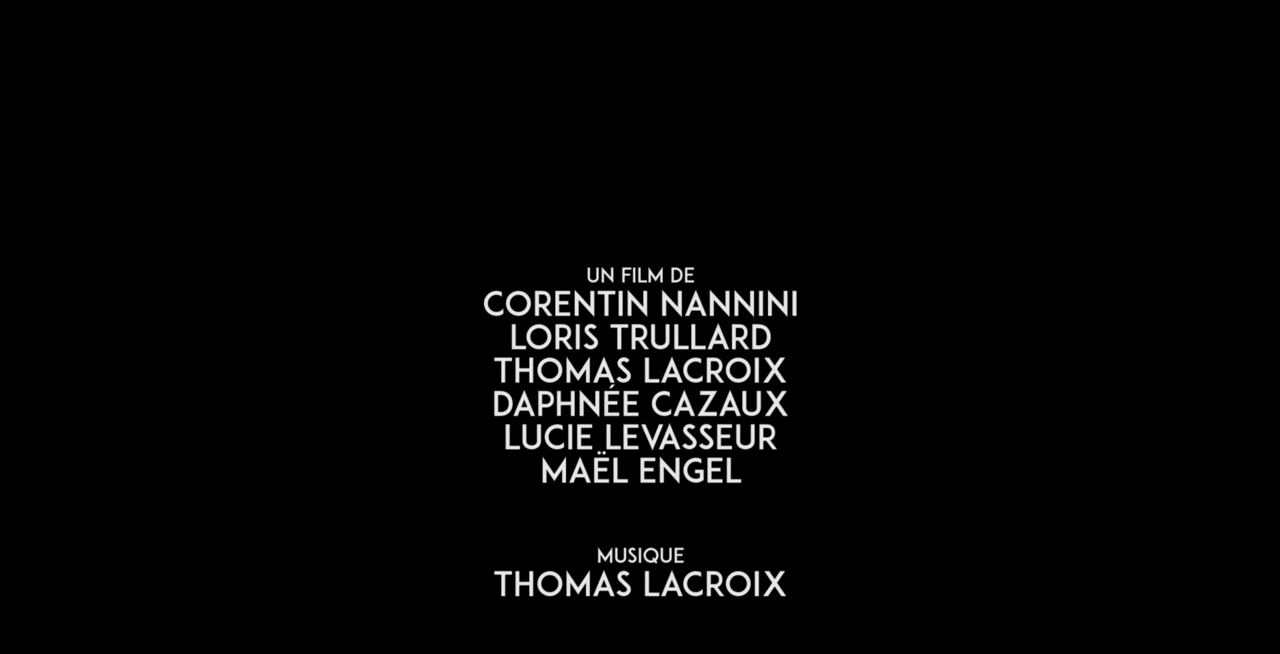 UN FILM DE
CORENTIN NANNINI
LORIS TRULLARD
THOMAS LACROIX
DAPHNÉE CAZAUX
LUCIE LEVASSEUR
MAËL ENGEL
MUSIQUE
THOMAS LACROIX